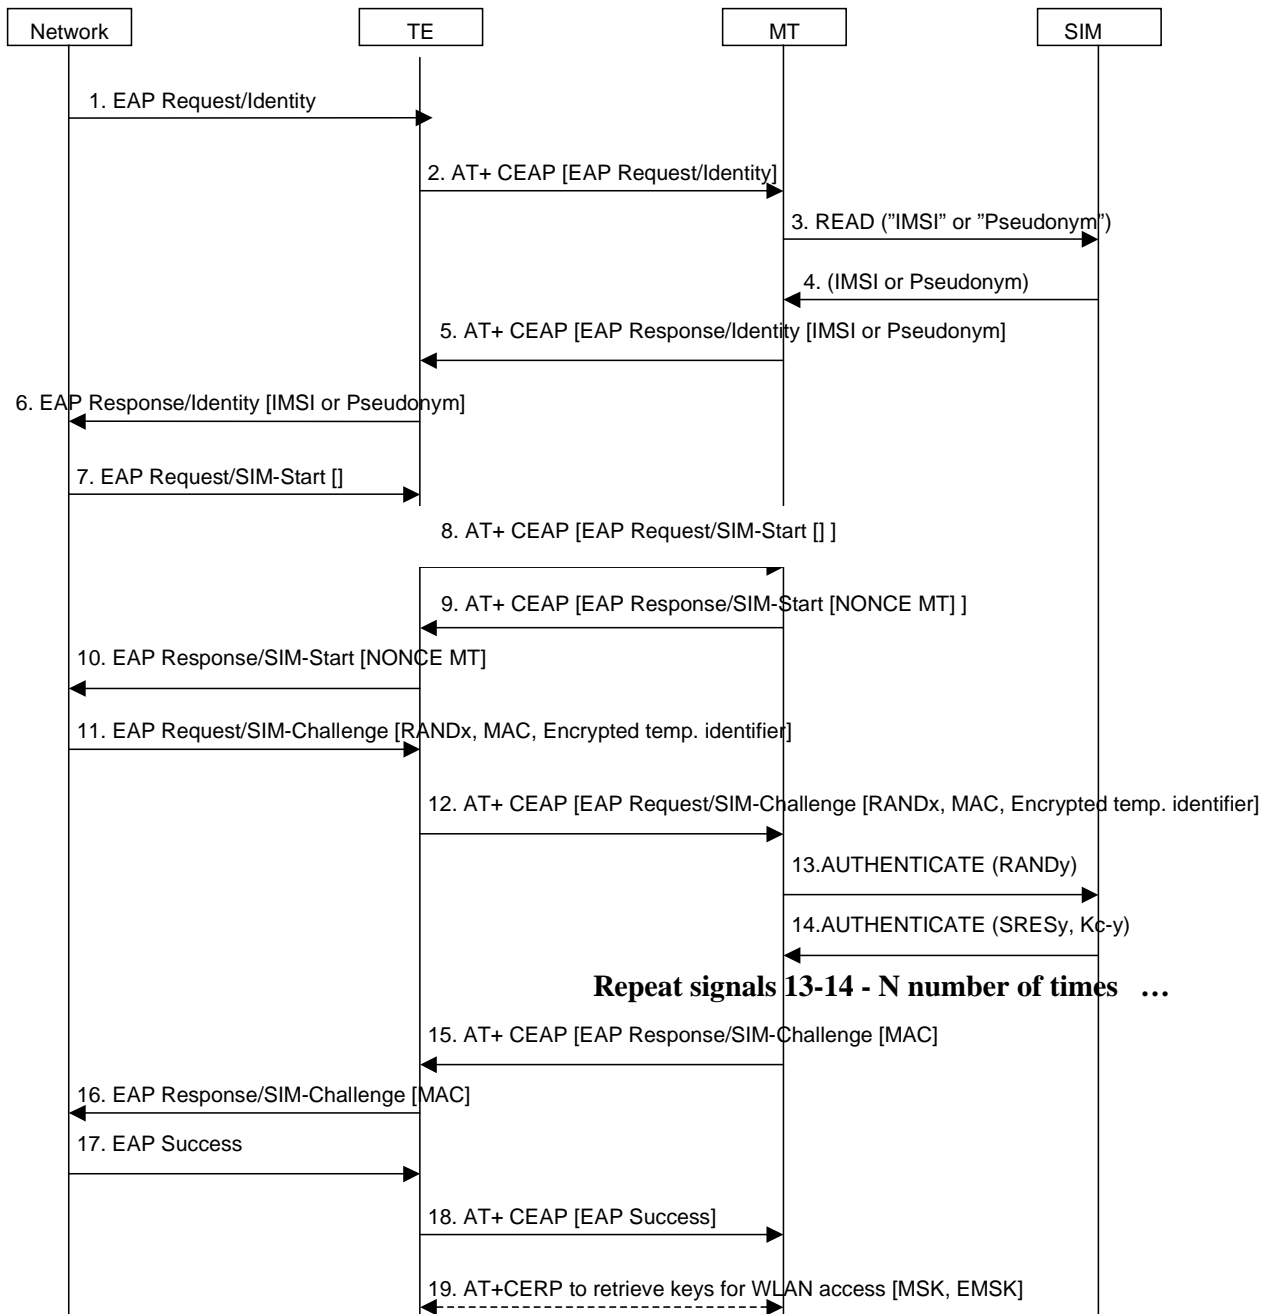 Network TE MT SIM
1. EAP Request/Identity
2. AT+ CEAP [EAP Request/Identity]
3. READ (”IMSI” or ”Pseudonym”)
4. (IMSI or Pseudonym)
5. AT+ CEAP [EAP Response/Identity [IMSI or Pseudonym]
6. EAP Response/Identity [IMSI or Pseudonym]
7. EAP Request/SIM-Start []
8. AT+ CEAP [EAP Request/SIM-Start [] ]
9. AT+ CEAP [EAP Response/SIM-Start [NONCE MT] ]
10. EAP Response/SIM-Start [NONCE MT]
11. EAP Request/SIM-Challenge [RANDx, MAC, Encrypted temp. identifier]
12. AT+ CEAP [EAP Request/SIM-Challenge [RANDx, MAC, Encrypted temp. identifier]
13.AUTHENTICATE (RANDy)
14.AUTHENTICATE (SRESy, Kc-y)
Repeat signals 13-14 - N number of times …
15. AT+ CEAP [EAP Response/SIM-Challenge [MAC]
16. EAP Response/SIM-Challenge [MAC]
17. EAP Success
18. AT+ CEAP [EAP Success]
19. AT+CERP to retrieve keys for WLAN access [MSK, EMSK]